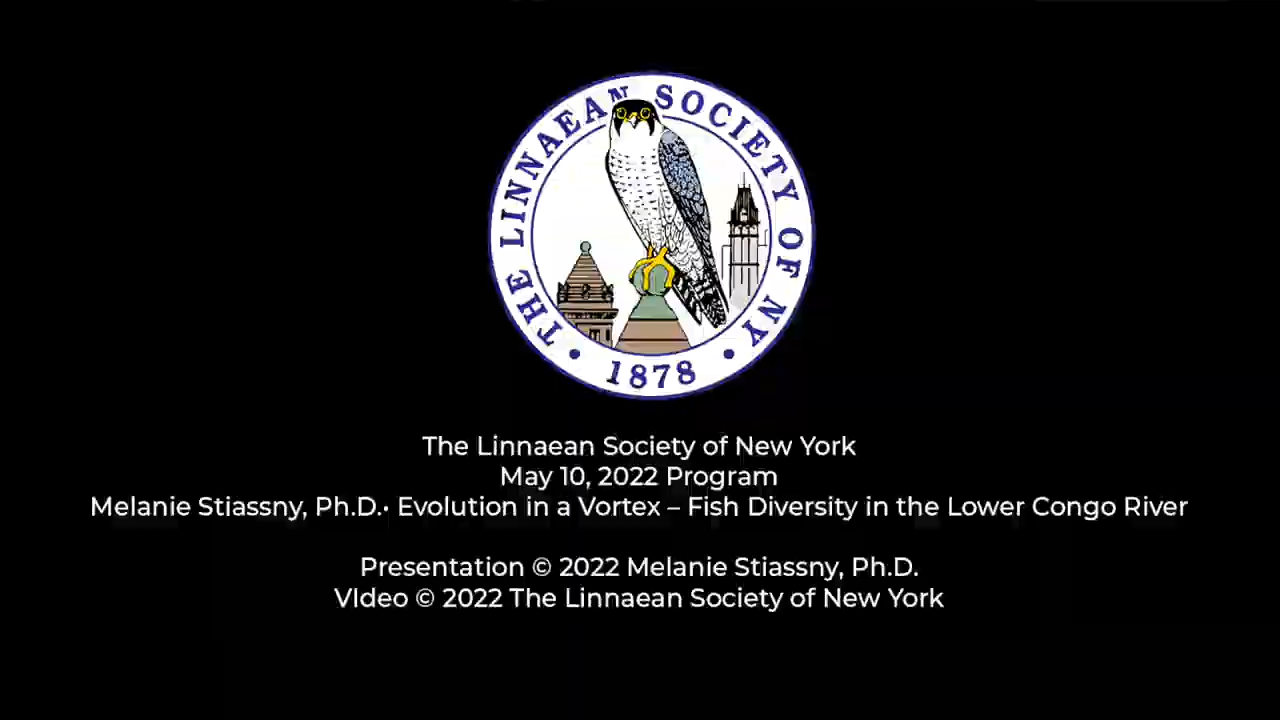 THE LINNAEAN SOCIETY OF NY
• 1878 •
The Linnaean Society of New York
May 10, 2022 Program
Melanie Stiassny, Ph.D.• Evolution in a Vortex – Fish Diversity in the Lower Congo River
Presentation © 2022 Melanie Stiassny, Ph.D.
VIdeo © 2022 The Linnaean Society of New York